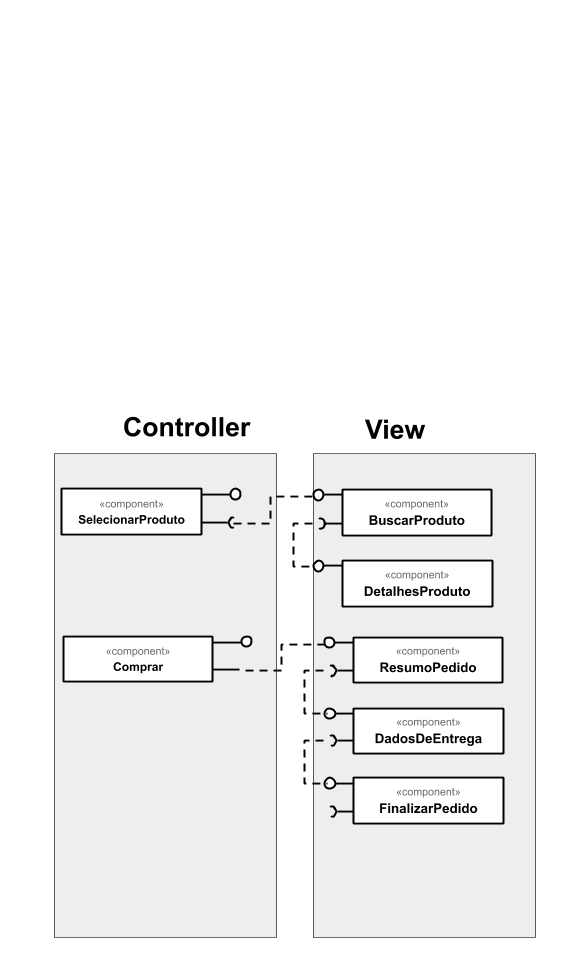 Controller
View
«component»
SelecionarProduto
«component»
BuscarProduto
«component»
DetalhesProduto
«component»
Comprar
«component»
ResumoPedido
«component»
DadosDeEntrega
«component»
FinalizarPedido